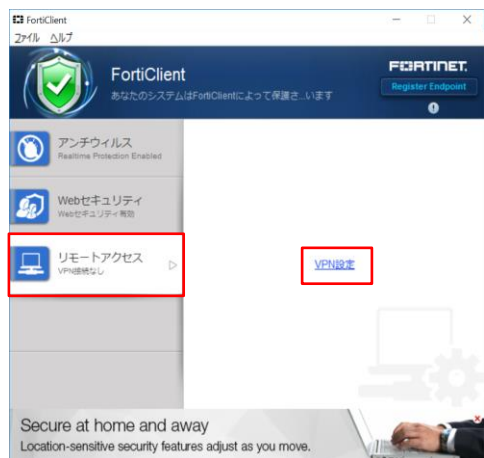 FortiClient
ファイル ヘルプ
FortiClient
あなたのシステムはFortiClientによって保護さ...います
FORTINET.
Register Endpoint
アンチウィルス
Realtime Protection Enabled
Webセキュリティ
Webセキュリティ有効
リモートアクセス
VPN接続なし
VPN設定
Secure at home and away
Location-sensitive security features adjust as you move.